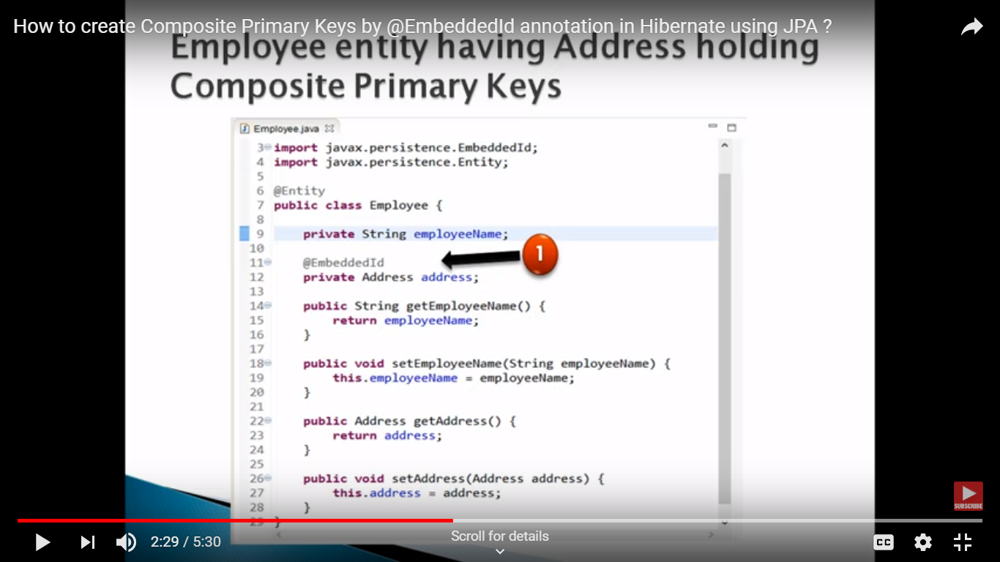 How to create Composite Primary Keys by @EmbeddedId annotation in Hibernate using JPA ?
Employee entity having Address holding
Composite Primary Keys
Employee.java
3 import javax.persistence.EmbeddedId;
4 import javax.persistence.Entity;
5
6 @Entity
7 public class Employee {
8
9 private String employeeName;
10
1
11 @EmbeddedId
12 private Address address;
13
14 public String getEmployeeName() {
15 return employeeName;
16 }
17
18 public void setEmployeeName(String employeeName) {
19 this.employeeName = employeeName;
20 }
21
22 public Address getAddress() {
23 return address;
24 }
25
26 public void setAddress(Address address) {
27 this.address = address;
28 }
29 }
SUBSCRIBE
2:29 / 5:30
Scroll for details
CC